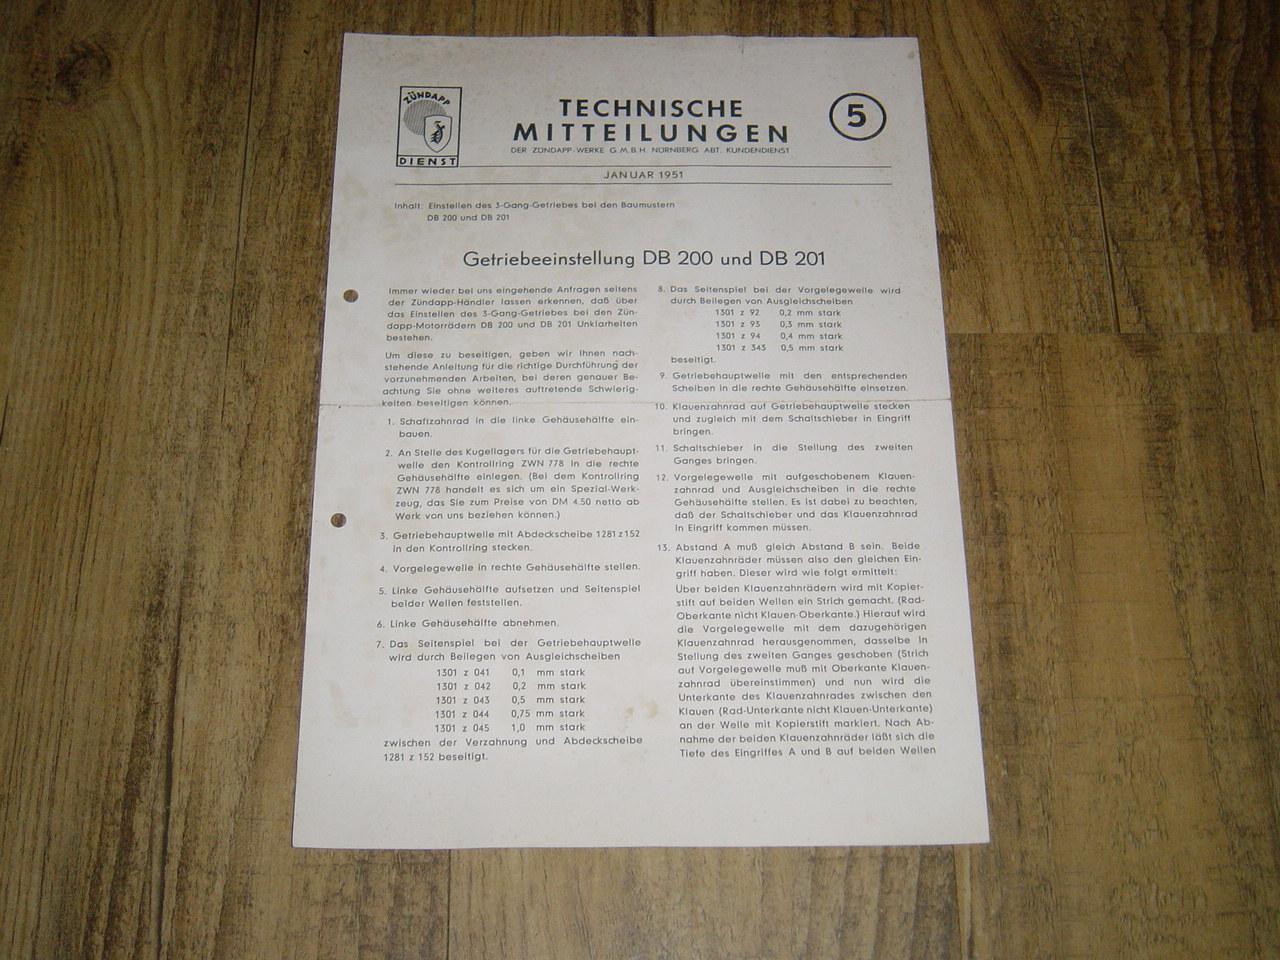 ZÜNDAPP
DIENST
TECHNISCHE
MITTEILUNGEN
5
DER ZÜNDAPP-WERKE G.M.B.H. NÜRNBERG ABT. KUNDENDIENST
JANUAR 1951
Inhalt: Einstellen des 3-Gang-Getriebes bei den Baumustern
DB 200 und DB 201
Getriebeeinstellung DB 200 und DB 201
Immer wieder bei uns eingehende Anfragen seitens
der Zündapp-Händler lassen erkennen, daß über
das Einstellen des 3-Gang-Getriebes bei den Zün-
dapp-Motorrädern DB 200 und DB 201 Unklarheiten
bestehen.
Um diese zu beseitigen, geben wir Ihnen nach-
stehende Anleitung für die richtige Durchführung der
vorzunehmenden Arbeiten, bei deren genauer Be-
achtung Sie ohne weiteres auftretende Schwierig-
keiten beseitigen können.
1. Schaftzahnrad in die linke Gehäusehälfte ein-
bauen.
2. An Stelle des Kugellagers für die Getriebehaupt-
welle den Kontrollring ZWN 778 in die rechte
Gehäusehälfte einlegen. (Bei dem Kontrollring
ZWN 778 handelt es sich um ein Spezial-Werk-
zeug, das Sie zum Preise von DM 4.50 netto ab
Werk von uns beziehen können.)
3. Getriebehauptwelle mit Abdeckscheibe 1281 z 152
in den Kontrollring stecken.
4. Vorgelegewelle in rechte Gehäusehälfte stellen.
5. Linke Gehäusehälfte aufsetzen und Seitenspiel
beider Wellen feststellen.
6. Linke Gehäusehälfte abnehmen.
7. Das Seitenspiel bei der Getriebehauptwelle
wird durch Beilegen von Ausgleichscheiben
1301 z 041 0,1 mm stark
1301 z 042 0,2 mm stark
1301 z 043 0,5 mm stark
1301 z 044 0,75 mm stark
1301 z 045 1,0 mm stark
zwischen der Verzahnung und Abdeckscheibe
1281 z 152 beseitigt.
8. Das Seitenspiel bei der Vorgelegewelle wird
durch Beilegen von Ausgleichscheiben
1301 z 92 0,2 mm stark
1301 z 93 0,3 mm stark
1301 z 94 0,4 mm stark
1301 z 343 0,5 mm stark
beseitigt.
9. Getriebehauptwelle mit den entsprechenden
Scheiben in die rechte Gehäusehälfte einsetzen.
10. Klauenzahnrad auf Getriebehauptwelle stecken
und zugleich mit dem Schaltschieber in Eingriff
bringen.
11. Schaltschieber in die Stellung des zweiten
Ganges bringen.
12. Vorgelegewelle mit aufgeschobenem Klauen-
zahnrad und Ausgleichscheiben in die rechte
Gehäusehälfte stellen. Es ist dabei zu beachten,
daß der Schaltschieber und das Klauenzahnrad
in Eingriff kommen müssen.
13. Abstand A muß gleich Abstand B sein. Beide
Klauenzahnräder müssen also den gleichen Ein-
griff haben. Dieser wird wie folgt ermittelt:
Über den beiden Klauenzahnrädern wird mit Kopier-
stift auf beiden Wellen ein Strich gemacht. (Rad-
Oberkante nicht Klauen-Oberkante.) Hierauf wird
die Vorgelegewelle mit dem dazugehörigen
Klauenzahnrad herausgenommen, dasselbe in
Stellung des zweiten Ganges geschoben (Strich
auf Vorgelegewelle muß mit Oberkante Klauen-
zahnrad übereinstimmen) und nun wird die
Unterkante des Klauenzahnrades zwischen den
Klauen (Rad-Unterkante nicht Klauen-Unterkante)
an der Welle mit Kopierstift markiert. Nach Ab-
nahme der beiden Klauenzahnräder läßt sich die
Tiefe des Eingriffes A und B auf beiden Wellen